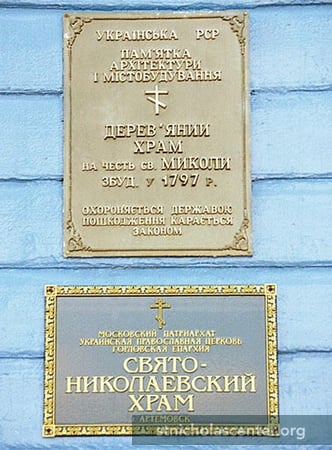 УКРАЇНСЬКА РСР
ПАМ'ЯТКА
АРХІТЕКТУРИ
І МІСТОБУДУВАННЯ
ДЕРЕВ'ЯНИЙ
ХРАМ
НА ЧЕСТЬ СВ. МИКОЛИ
ЗБУД. У 1797 Р.
ОХОРОНЯЄТЬСЯ ДЕРЖАВОЮ
ПОШКОДЖЕННЯ КАРАЄТЬСЯ
ЗАКОНОМ
МОСКОВСКИЙ ПАТРИАРХАТ
УКРАИНСКАЯ ПРАВОСЛАВНАЯ ЦЕРКОВЬ
ГОРЛОВСКАЯ ЕПАРХИЯ
СВЯТО-
НИКОЛАЕВСКИЙ
ХРАМ
АРТЕМОВСК
stnicholascenter.org